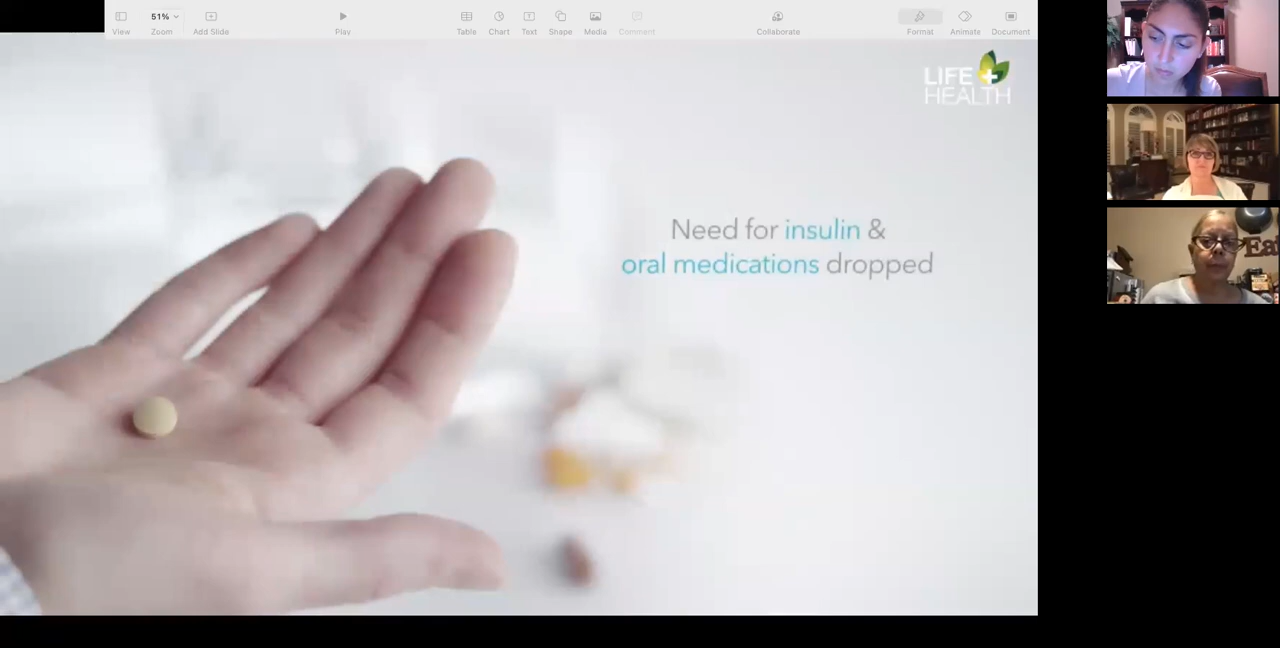 51%
View
Zoom
Add Slide
Play
Table
Chart
Text
Shape
Media
Comment
Collaborate
Format
Animate
Document
LIFE
HEALTH
Need for insulin &
oral medications dropped
Ea